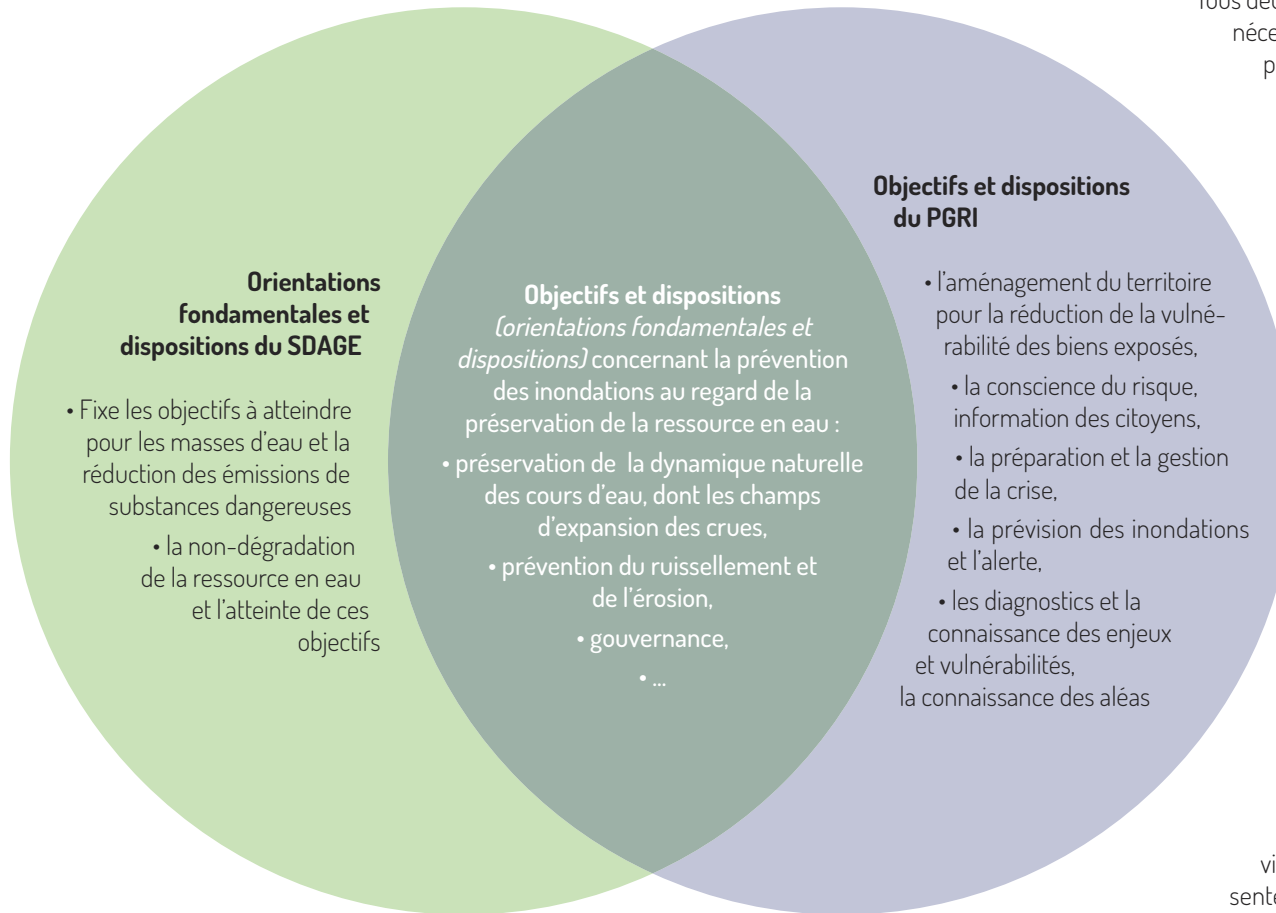 Orientations
fondamentales et
dispositions du SDAGE
• Fixe les objectifs à atteindre
pour les masses d'eau et la
réduction des émissions de
substances dangereuses
• la non-dégradation
de la ressource en eau
et l'atteinte de ces
objectifs
Objectifs et dispositions
(orientations fondamentales et
dispositions) concernant la prévention
des inondations au regard de la
préservation de la ressource en eau :
• préservation de la dynamique naturelle
des cours d'eau, dont les champs
d'expansion des crues,
• prévention du ruissellement et
de l'érosion,
• gouvernance,
• ...
Objectifs et dispositions
du PGRI
• l'aménagement du territoire
pour la réduction de la vulné-
rabilité des biens exposés,
• la conscience du risque,
information des citoyens,
• la préparation et la gestion
de la crise,
• la prévision des inondations
et l'alerte,
• les diagnostics et la
connaissance des enjeux
et vulnérabilités,
la connaissance des aléas